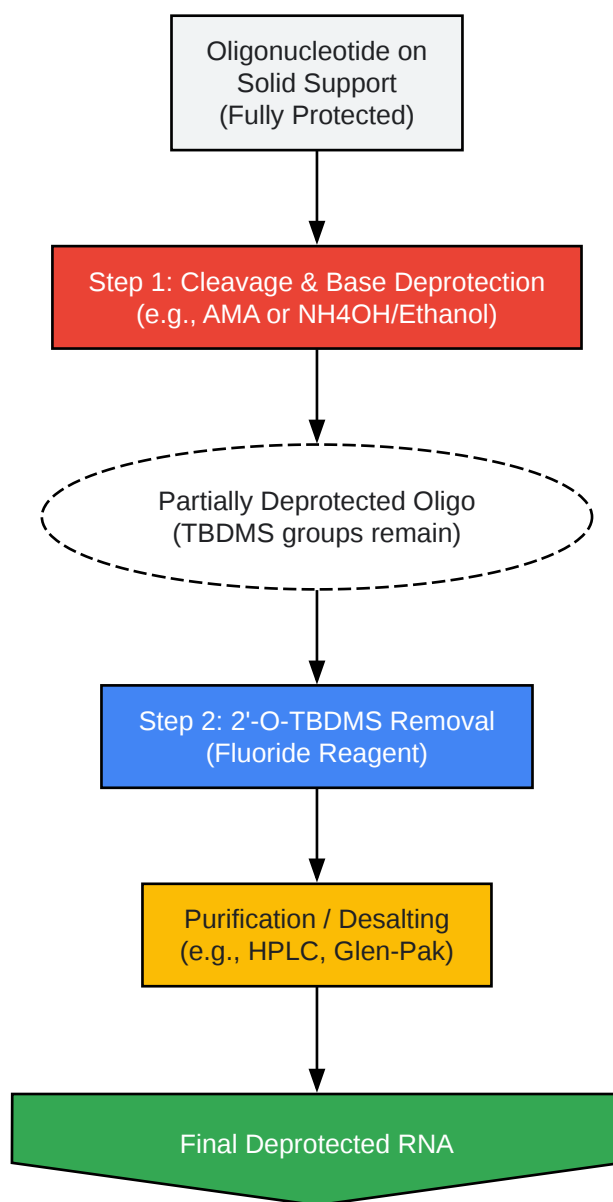 Oligonucleotide on
Solid Support
(Fully Protected)
Step 1: Cleavage & Base Deprotection
(e.g., AMA or NH4OH/Ethanol)
Partially Deprotected Oligo
(TBDMS groups remain)
Step 2: 2'-O-TBDMS Removal
(Fluoride Reagent)
Purification / Desalting
(e.g., HPLC, Glen-Pak)
Final Deprotected RNA